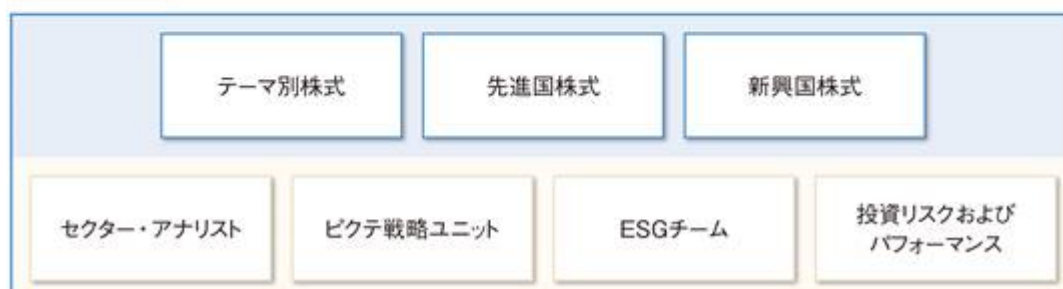 テーマ別株式
先進国株式
新興国株式
セクター・アナリスト
ピクテ戦略ユニット
ESGチーム
投資リスクおよび
パフォーマンス